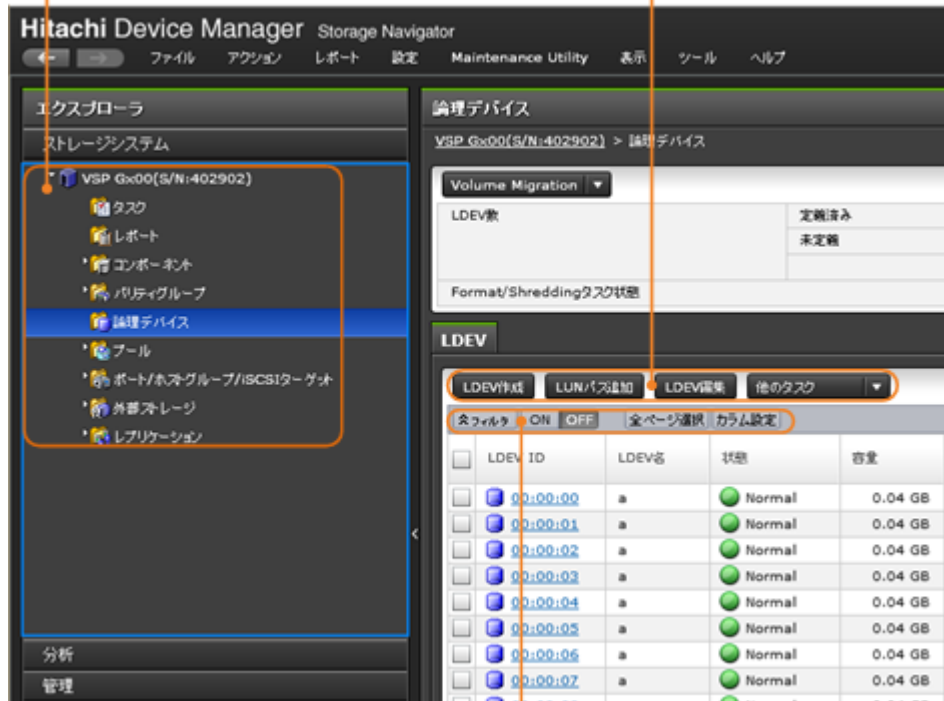 Hitachi Device Manager Storage Navigator
ファイル アクション レポート 設定 Maintenance Utility 表示 ツール ヘルプ
エクスプローラ
ストレージシステム
VSP Gx00(S/N:402902)
タスク
レポート
コンポーネント
パリティグループ
論理デバイス
プール
ポート/ホストグループ/iSCSIターゲット
外部ストレージ
レプリケーション
分析
管理
論理デバイス
VSP Gx00(S/N:402902) > 論理デバイス
Volume Migration
LDEV数 定義済み
未定義
Format/Shreddingタスク状態
LDEV
LDEV作成 LUNパス追加 LDEV編集 他のタスク
フィルタ ON OFF 全ページ選択 カラム設定
LDEV ID LDEV名 状態 容量
00:00:00 a Normal 0.04 GB
00:00:01 a Normal 0.04 GB
00:00:02 a Normal 0.04 GB
00:00:03 a Normal 0.04 GB
00:00:04 a Normal 0.04 GB
00:00:05 a Normal 0.04 GB
00:00:06 a Normal 0.04 GB
00:00:07 a Normal 0.04 GB